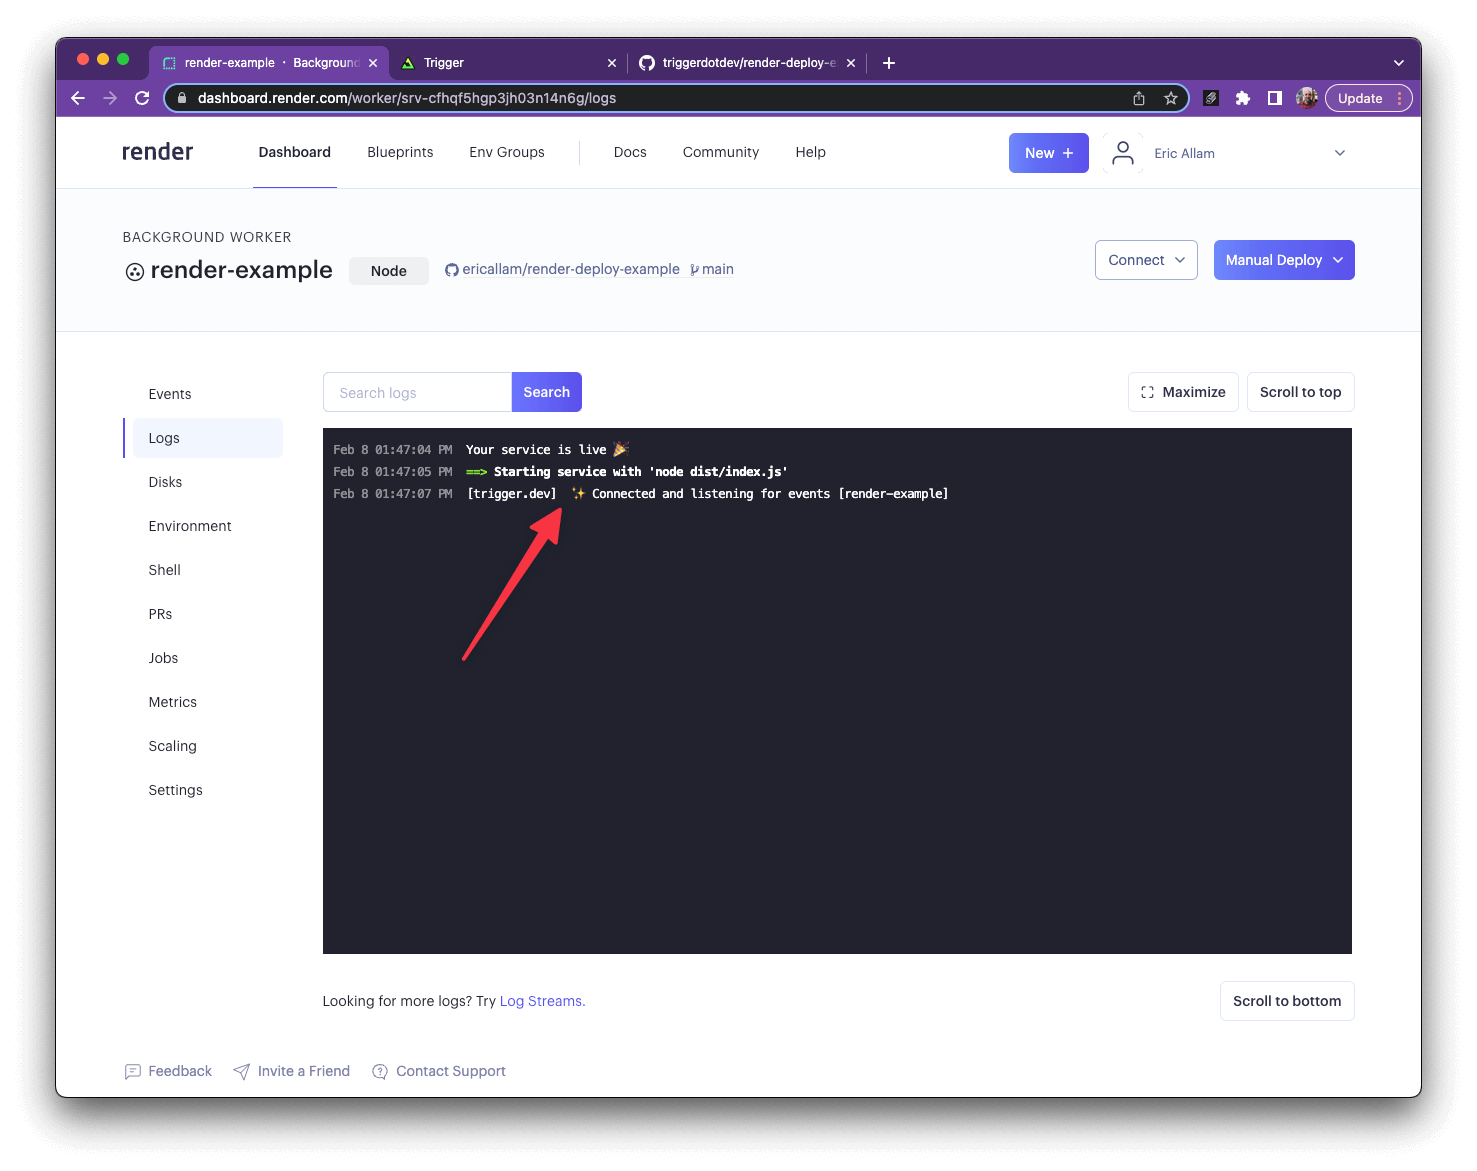 render-example · Background
Trigger
triggerdotdev/render-deploy-e
dashboard.render.com/worker/srv-cfhqf5hgp3jh03n14n6g/logs
Update
render
Dashboard
Blueprints
Env Groups
Docs
Community
Help
New +
Eric Allam
BACKGROUND WORKER
render-example
Node
ericallam/render-deploy-example
main
Connect
Manual Deploy
Events
Logs
Disks
Environment
Shell
PRs
Jobs
Metrics
Scaling
Settings
Search logs
Search
Maximize
Scroll to top
Feb 8 01:47:04 PM Your service is live 🎉
Feb 8 01:47:05 PM ==> Starting service with 'node dist/index.js'
Feb 8 01:47:07 PM [trigger.dev] ✨ Connected and listening for events [render-example]
Looking for more logs? Try Log Streams.
Scroll to bottom
Feedback
Invite a Friend
Contact Support